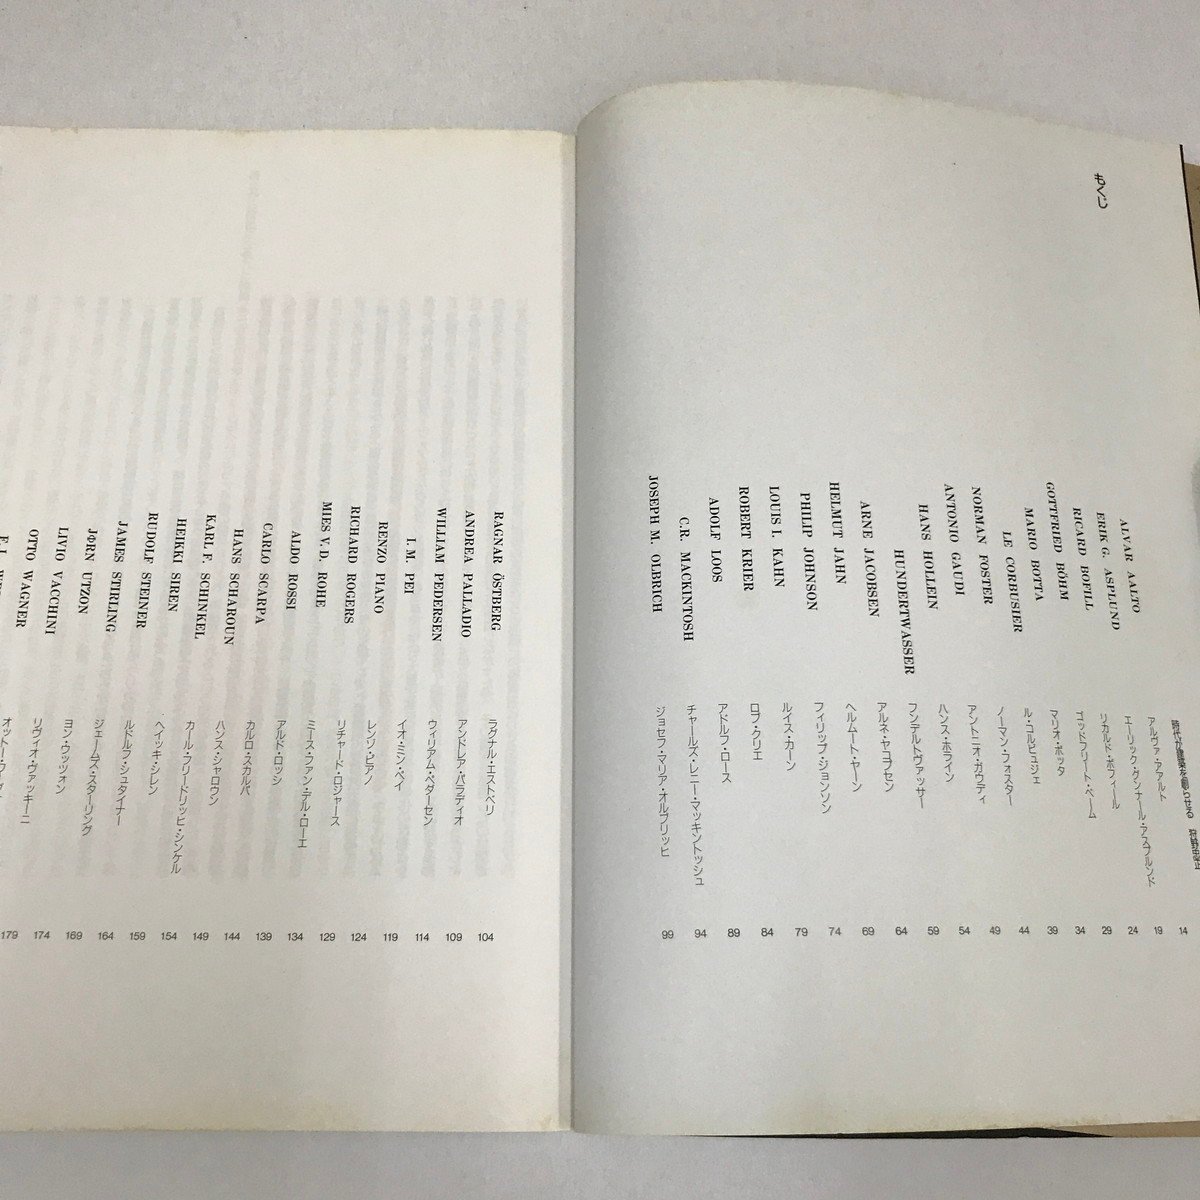 もくじ
時代が建築を創らせる
ALVAR AALTO アルヴァ・アアルト 14
ERIK G. ASPLUND エーリック・グンナール・アスプルンド 19
RICARD BOFILL リカルド・ボフィール 24
GOTTFRIED BÖHM ゴッドフリート・ベーム 29
MARIO BOTTA マリオ・ボッタ 34
LE CORBUSIER ル・コルビュジェ 39
NORMAN FOSTER ノーマン・フォスター 44
ANTONIO GAUDI アントニオ・ガウディ 49
HANS HOLLEIN ハンス・ホライン 54
HUNDERTWASSER フンデルトヴァッサー 59
ARNE JACOBSEN アルネ・ヤコブセン 64
HELMUT JAHN ヘルムート・ヤーン 69
PHILIP JOHNSON フィリップ・ジョンソン 74
LOUIS I. KAHN ルイス・カーン 79
ROBERT KRIER ロブ・クリエ 84
ADOLF LOOS アドルフ・ロース 89
C.R. MACKINTOSH チャールズ・レニー・マッキントッシュ 94
JOSEPH M. OLBRICH ジョセフ・マリア・オルブリッヒ 99
RAGNAR ÖSTBERG ラグナル・エストベリ 104
ANDREA PALLADIO アンドレア・パラディオ 109
WILLIAM PEDERSEN ウィリアム・ペダーセン 114
I. M. PEI イオ・ミン・ペイ 119
RENZO PIANO レンゾ・ピアノ 124
RICHARD ROGERS リチャード・ロジャース 129
MIES V. D. ROHE ミース・ファン・デル・ローエ 134
ALDO ROSSI アルド・ロッシ 139
CARLO SCARPA カルロ・スカルパ 144
HANS SCHAROUN ハンス・シャロウン 149
KARL F. SCHINKEL カール・フリードリッヒ・シンケル 154
HEIKKI SIREN ヘイッキ・シレン 159
RUDOLF STEINER ルドルフ・シュタイナー 164
JAMES STIRLING ジェームズ・スターリング 169
JΦRN UTZON ヨン・ウッツォン 174
LIVIO VACCHINI リヴィオ・ヴァッキーニ 179
OTTO WAGNER